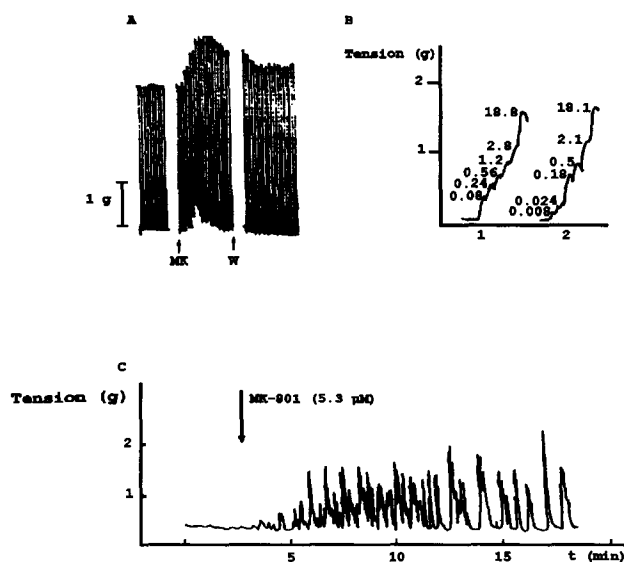 A
1 g
MK
W
B
Tension (g)
2
1
18.8
2.8
1.2
0.56
0.24
0.08
18.1
2.1
0.5
0.18
0.024
0.008
1
2
C
Tension (g)
MK-801 (5.3 µM)
2
1
5
10
15
t (min)